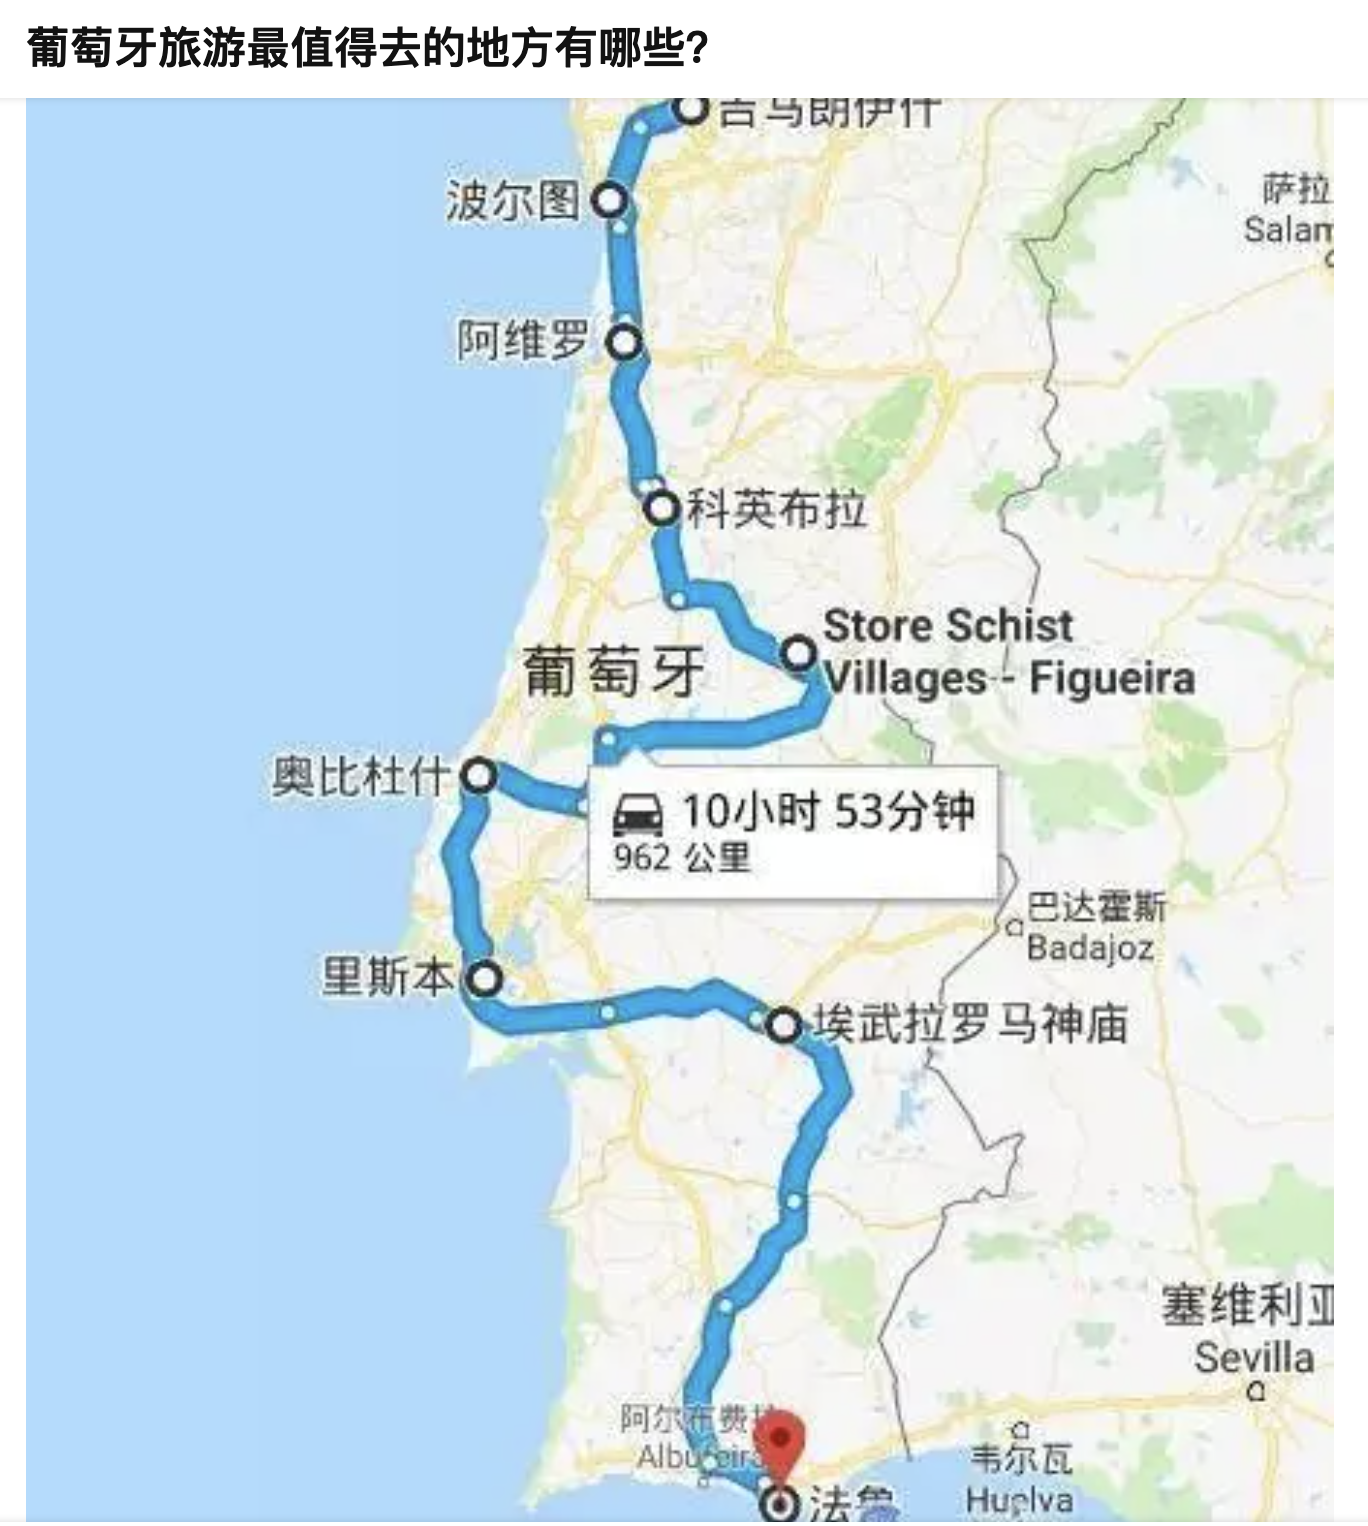 葡萄牙旅游最值得去的地方有哪些?
吉马朗伊什
波尔图
萨拉
Salam
阿维罗
科英布拉
Store Schist
Villages - Figueira
葡萄牙
奥比杜什
10小时 53分钟
962 公里
巴达霍斯
Badajoz
里斯本
埃武拉罗马神庙
塞维利亚
Sevilla
阿尔布费拉
Albufeira
韦尔瓦
Huelva
法鲁